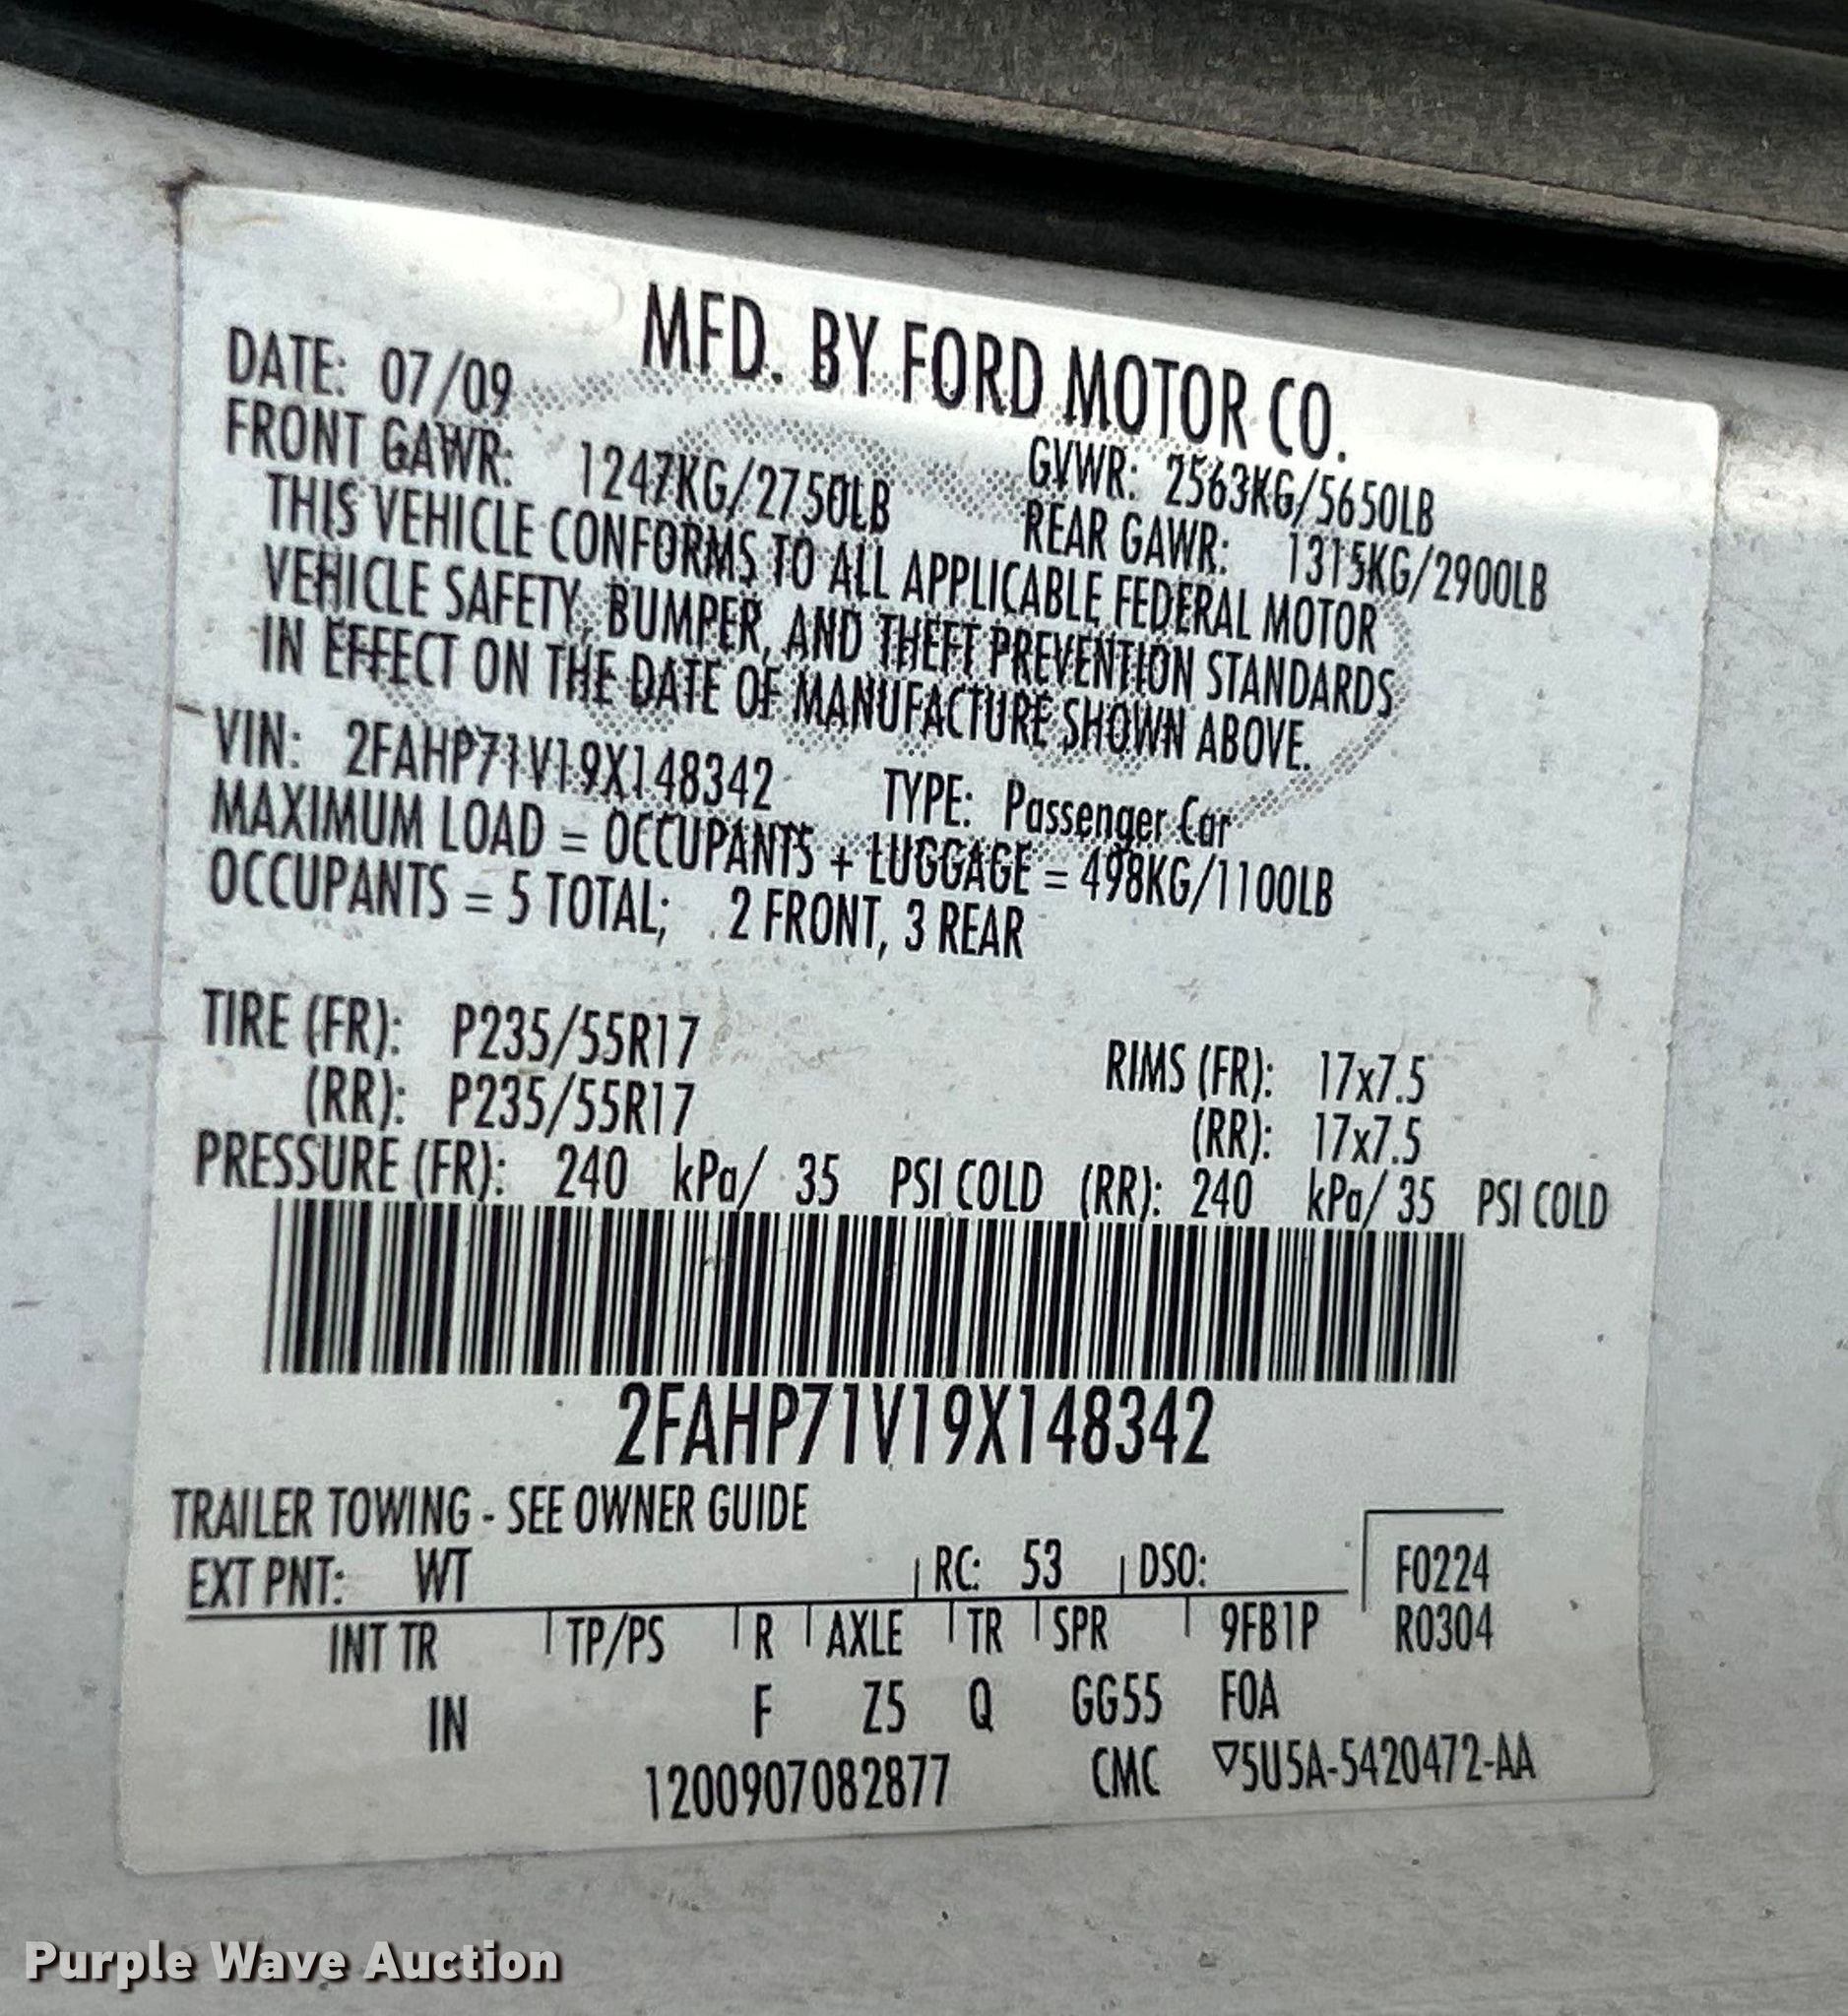 MFD. BY FORD MOTOR CO.
DATE: 07/09 GVWR: 2563KG/5650LB
FRONT GAWR: 1247KG/2750LB REAR GAWR: 1315KG/2900LB
THIS VEHICLE CONFORMS TO ALL APPLICABLE FEDERAL MOTOR
VEHICLE SAFETY, BUMPER, AND THEFT PREVENTION STANDARDS
IN EFFECT ON THE DATE OF MANUFACTURE SHOWN ABOVE.
VIN: 2FAHP71V19X148342 TYPE: Passenger Car
MAXIMUM LOAD = OCCUPANTS + LUGGAGE = 498KG/1100LB
OCCUPANTS = 5 TOTAL; 2 FRONT, 3 REAR
TIRE (FR): P235/55R17 RIMS (FR): 17x7.5
(RR): P235/55R17 (RR): 17x7.5
PRESSURE (FR): 240 kPa/ 35 PSI COLD (RR): 240 kPa/ 35 PSI COLD
2FAHP71V19X148342
TRAILER TOWING - SEE OWNER GUIDE
EXT PNT: WT RC: 53 DSO: F0224
INT TR TP/PS R AXLE TR SPR 9FB1P R0304
IN F Z5 Q GG55 F0A
1200907082877 CMC ▽5U5A-5420472-AA
Purple Wave Auction